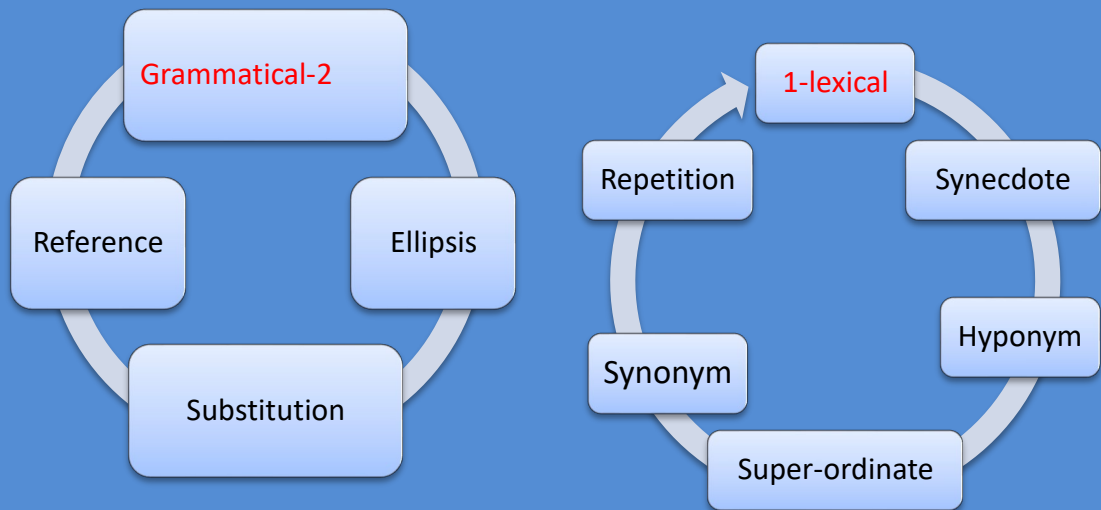 Grammatical-2
Reference
Ellipsis
Substitution
1-lexical
Repetition
Synecdote
Synonym
Hyponym
Super-ordinate